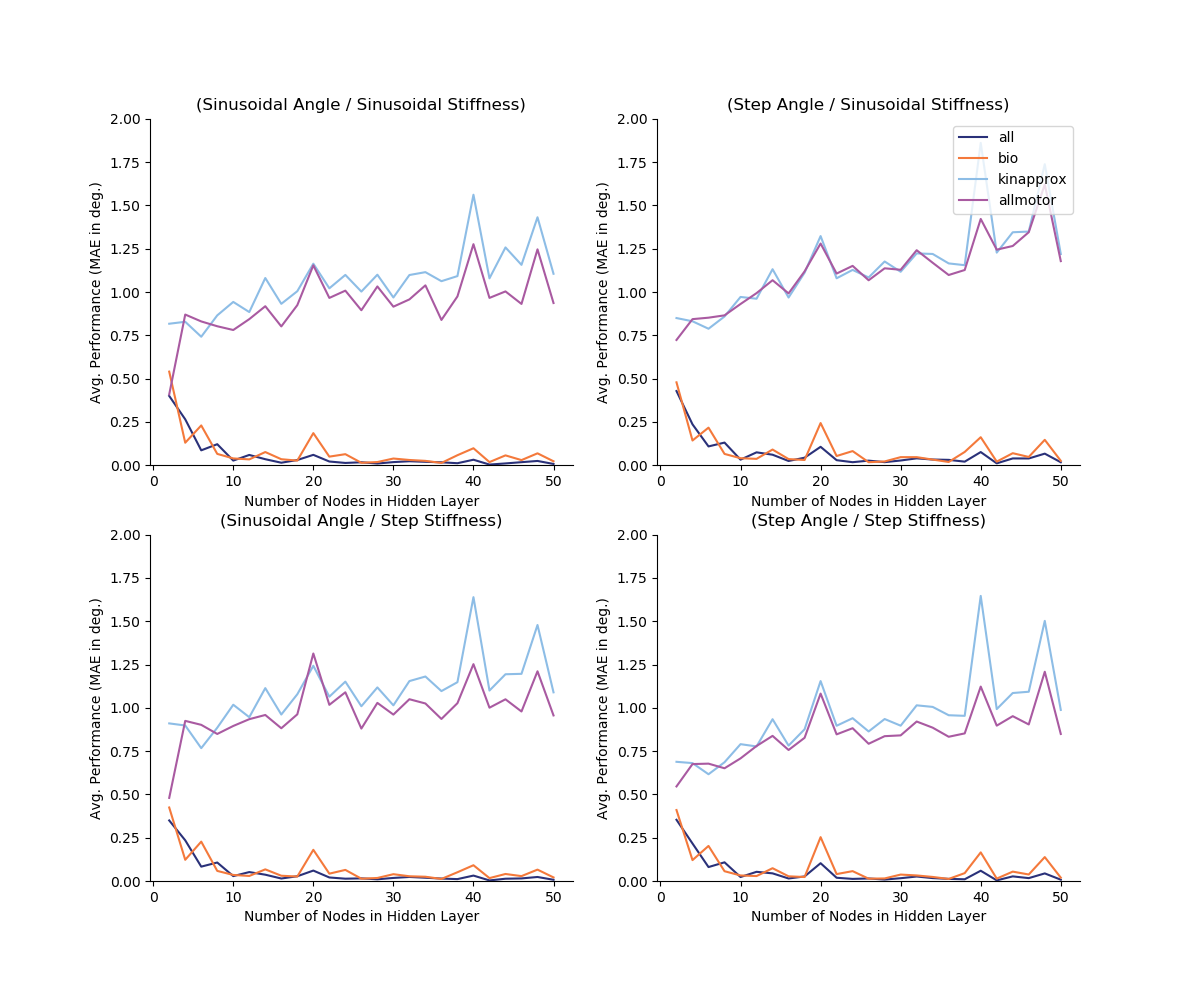 (Sinusoidal Angle / Sinusoidal Stiffness)
2.00
1.75
1.50
1.25
1.00
0.75
0.50
0.25
0.00
Avg. Performance (MAE in deg.)
0 10 20 30 40 50
Number of Nodes in Hidden Layer
(Step Angle / Sinusoidal Stiffness)
2.00
1.75
1.50
1.25
1.00
0.75
0.50
0.25
0.00
Avg. Performance (MAE in deg.)
all
bio
kinapprox
allmotor
0 10 20 30 40 50
Number of Nodes in Hidden Layer
(Sinusoidal Angle / Step Stiffness)
2.00
1.75
1.50
1.25
1.00
0.75
0.50
0.25
0.00
Avg. Performance (MAE in deg.)
0 10 20 30 40 50
Number of Nodes in Hidden Layer
(Step Angle / Step Stiffness)
2.00
1.75
1.50
1.25
1.00
0.75
0.50
0.25
0.00
Avg. Performance (MAE in deg.)
0 10 20 30 40 50
Number of Nodes in Hidden Layer